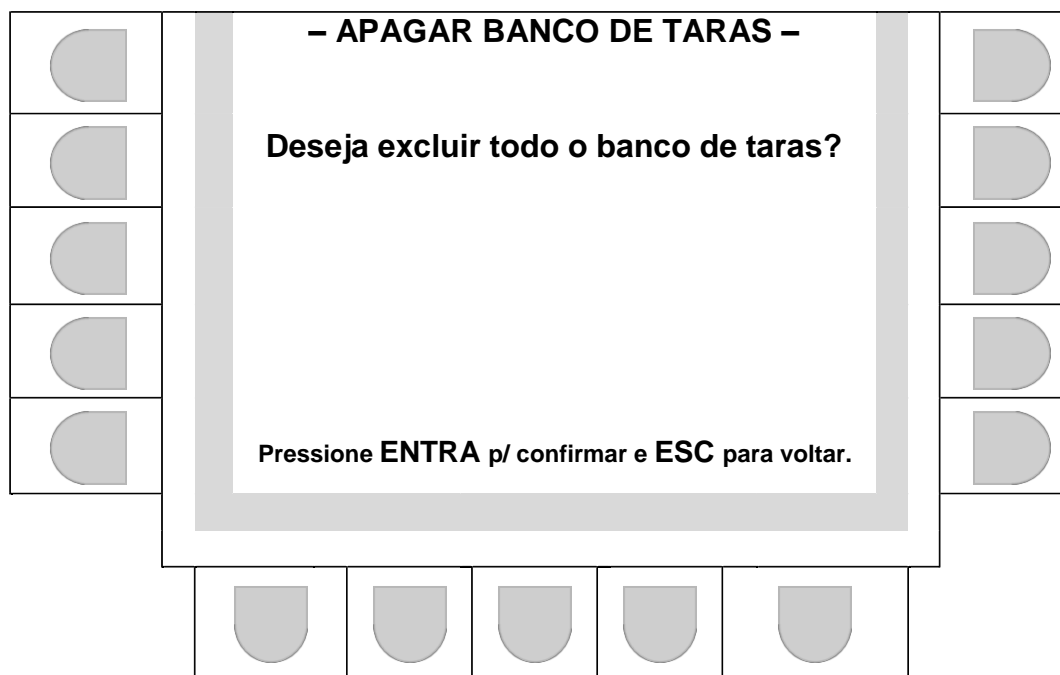 – APAGAR BANCO DE TARAS –
Deseja excluir todo o banco de taras?
Pressione ENTRA p/ confirmar e ESC para voltar.